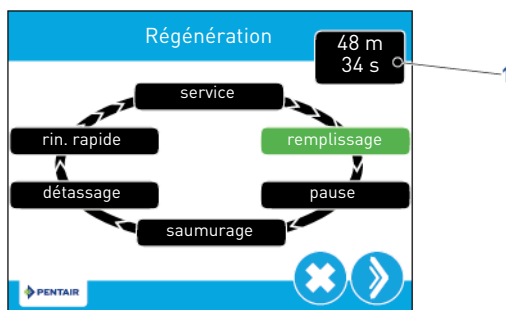 Régénération
48 m
34 s
service
rin. rapide
remplissage
détassage
pause
saumurage
PENTAIR